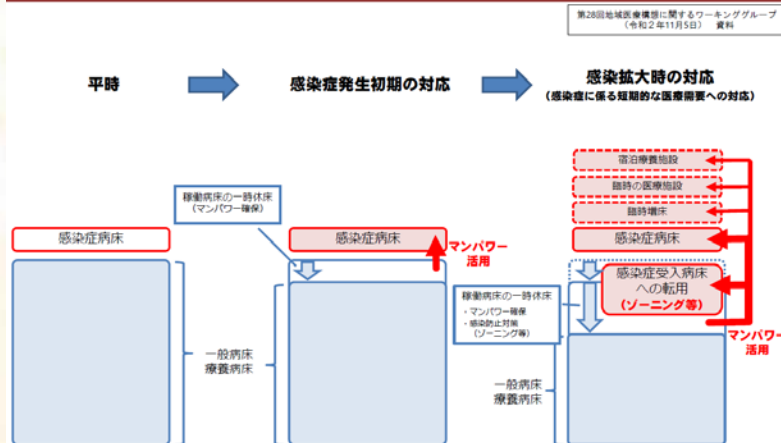 第28回地域医療構想に関するワーキンググループ
（令和２年11月5日）　資料
平時
感染症発生初期の対応
感染拡大時の対応
(感染症に係る短期的な医療需要への対応)
宿泊療養施設
臨時の医療施設
臨時増床
稼働病床の一時休床
（マンパワー確保）
感染症病床
感染症病床
マンパワー
活用
感染症病床
感染症受入病床
への転用
(ゾーニング等)
稼働病床の一時休床
・マンパワー確保
・感染防止対策
（ゾーニング等）
マンパワー
活用
一般病床
療養病床
一般病床
療養病床